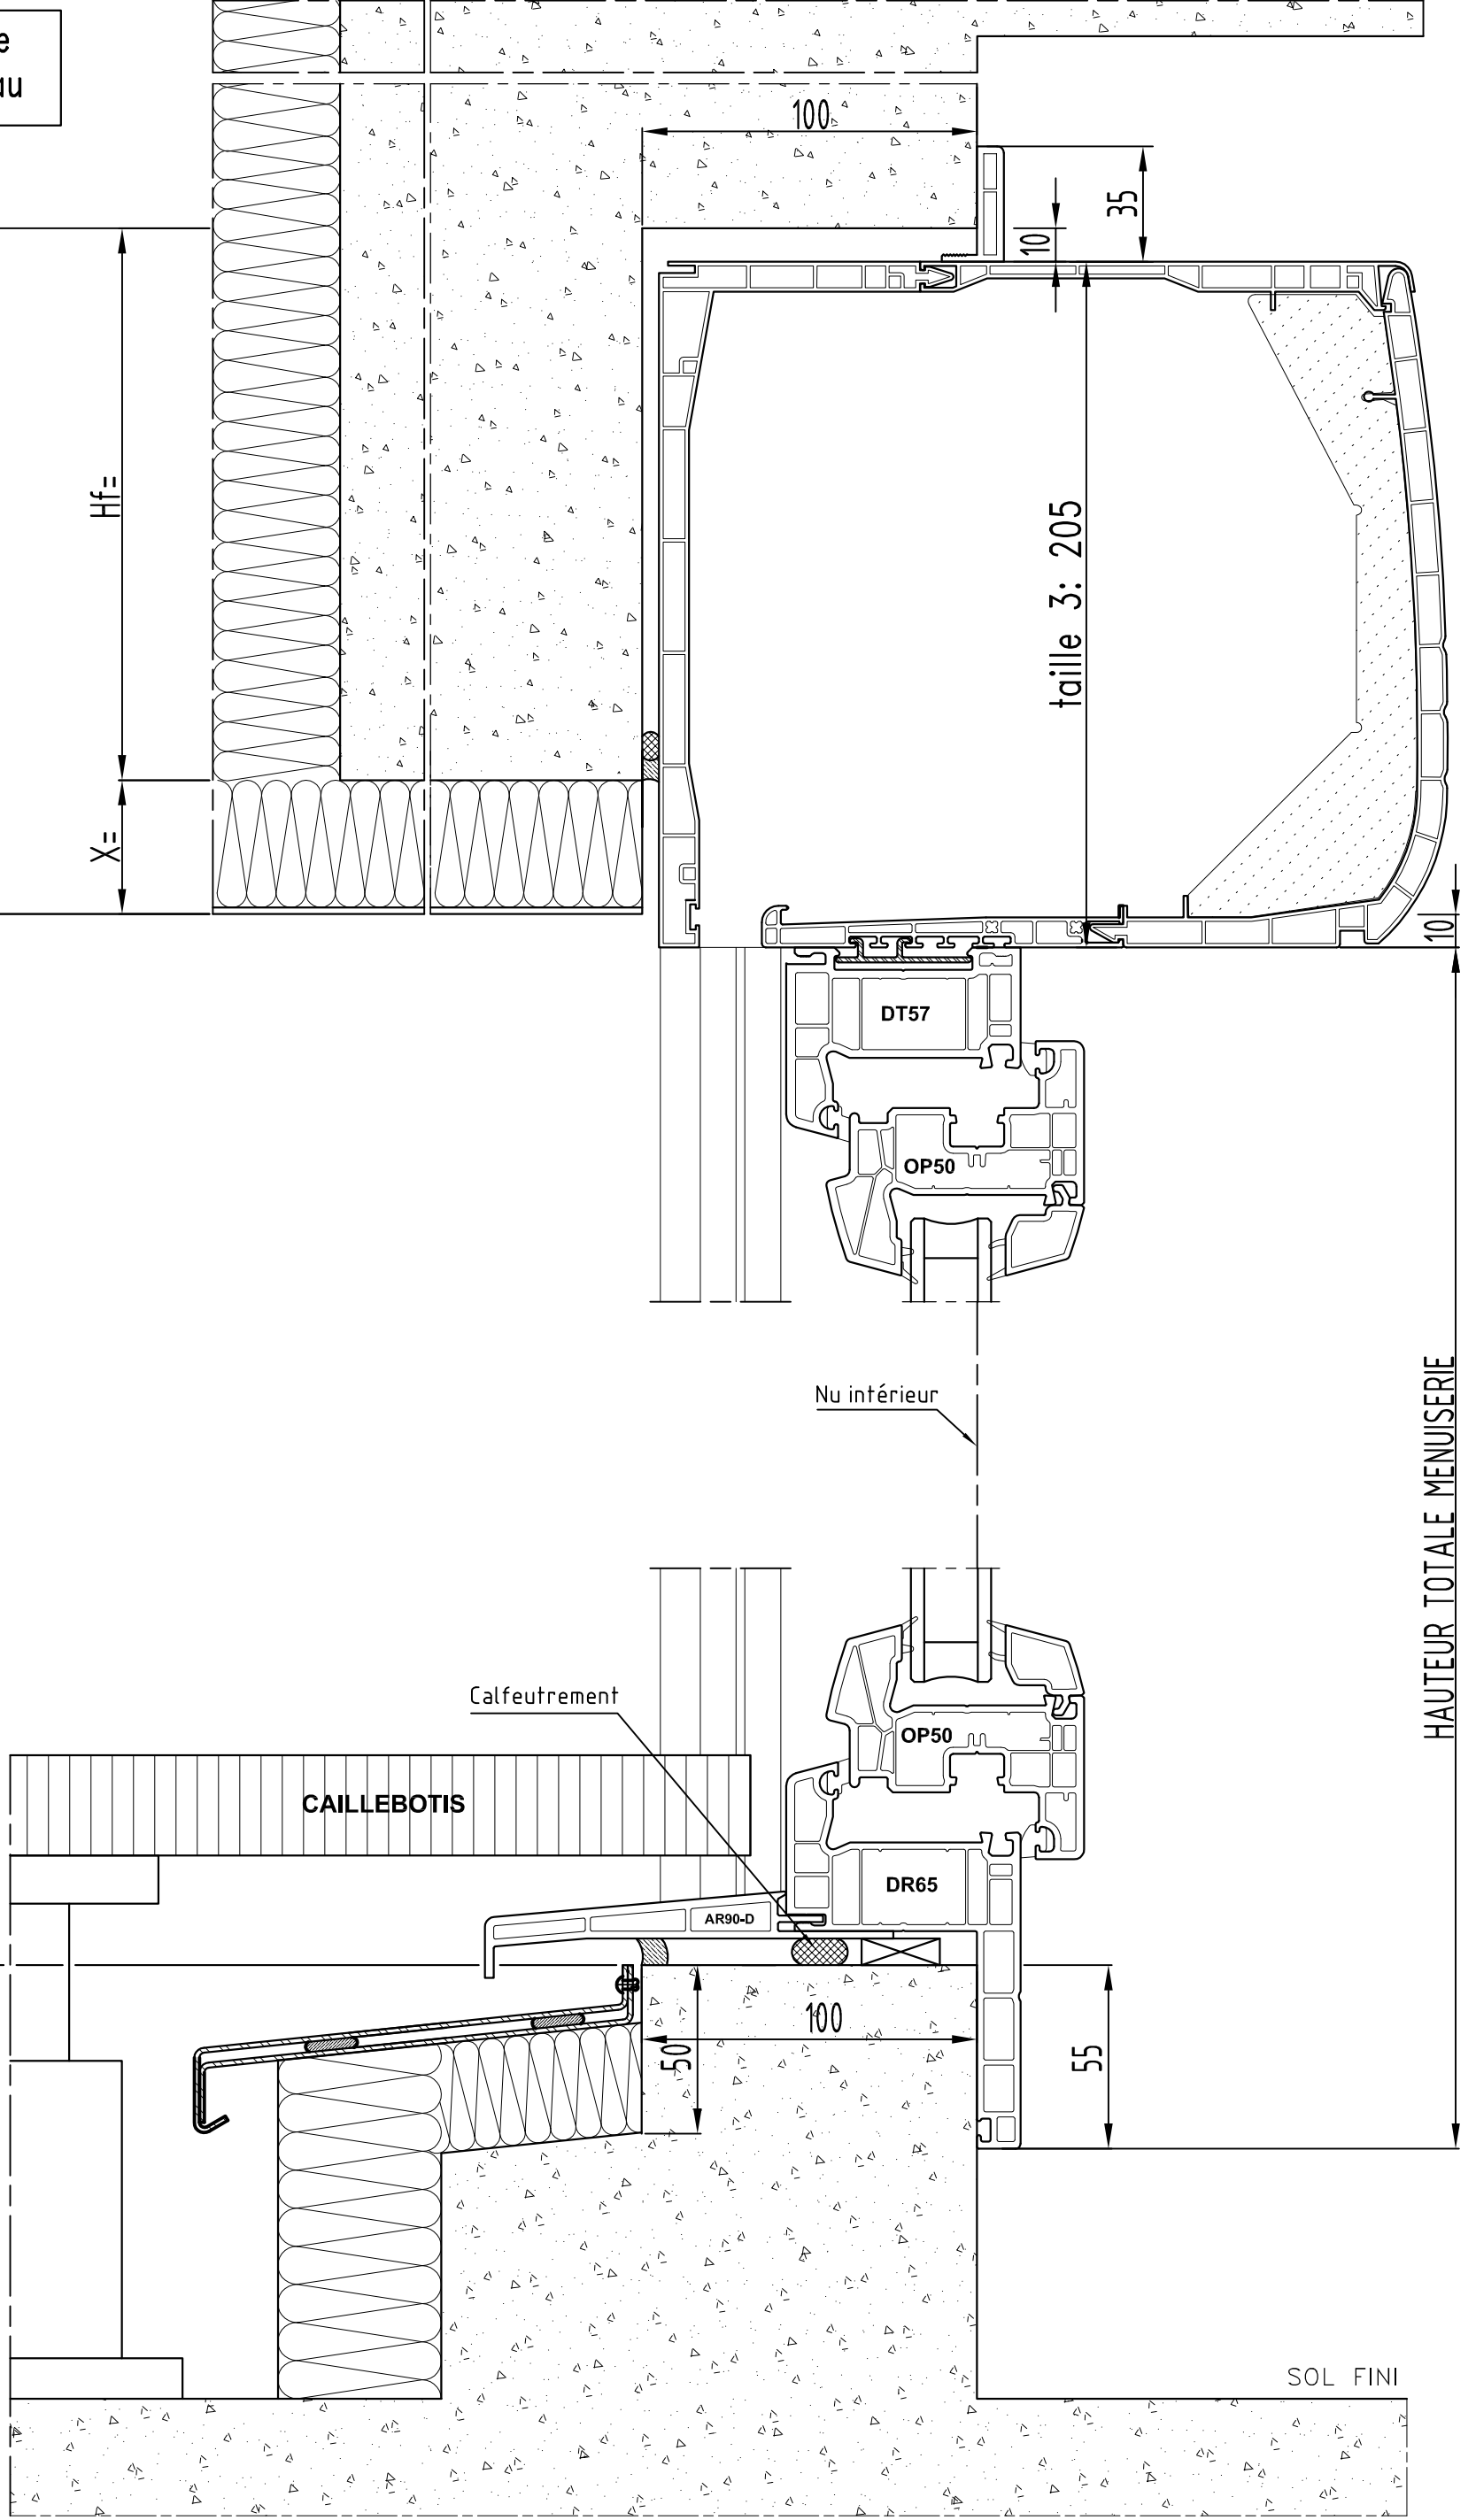 100
35
10
Hf=
taille 3: 205
X=
10
DT57
OP50
Nu intérieur
HAUTEUR TOTALE MENUISERIE
Calfeutrement
OP50
CAILLEBOTIS
DR65
AR90-D
100
50
55
SOL FINI